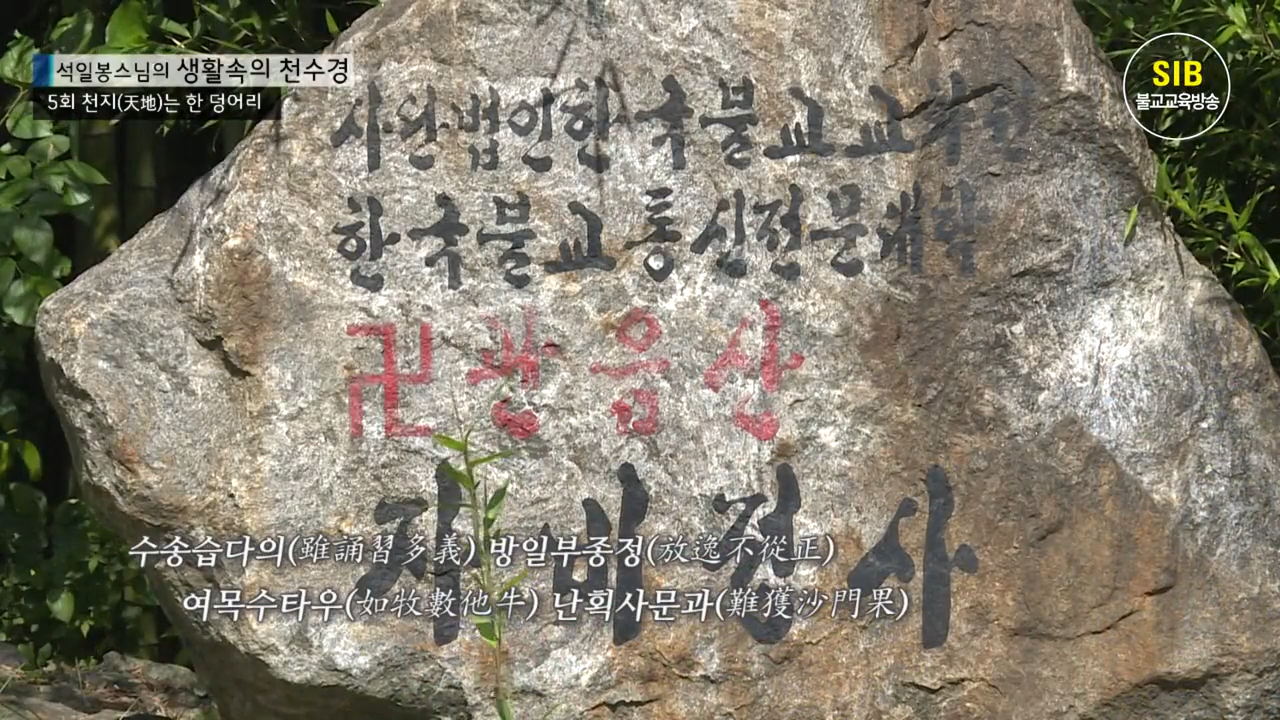 석일봉스님의 생활속의 천수경
5회 천지(天地)는 한 덩어리
SIB
불교교육방송
사단법인한국불교교화원
한국불교통신전문대학
卍 관음산
자비정사
수송습다의(雖誦習多義) 방일부종정(放逸不從正)
여목수타우(如牧數他牛) 난획사문과(難獲沙門果)